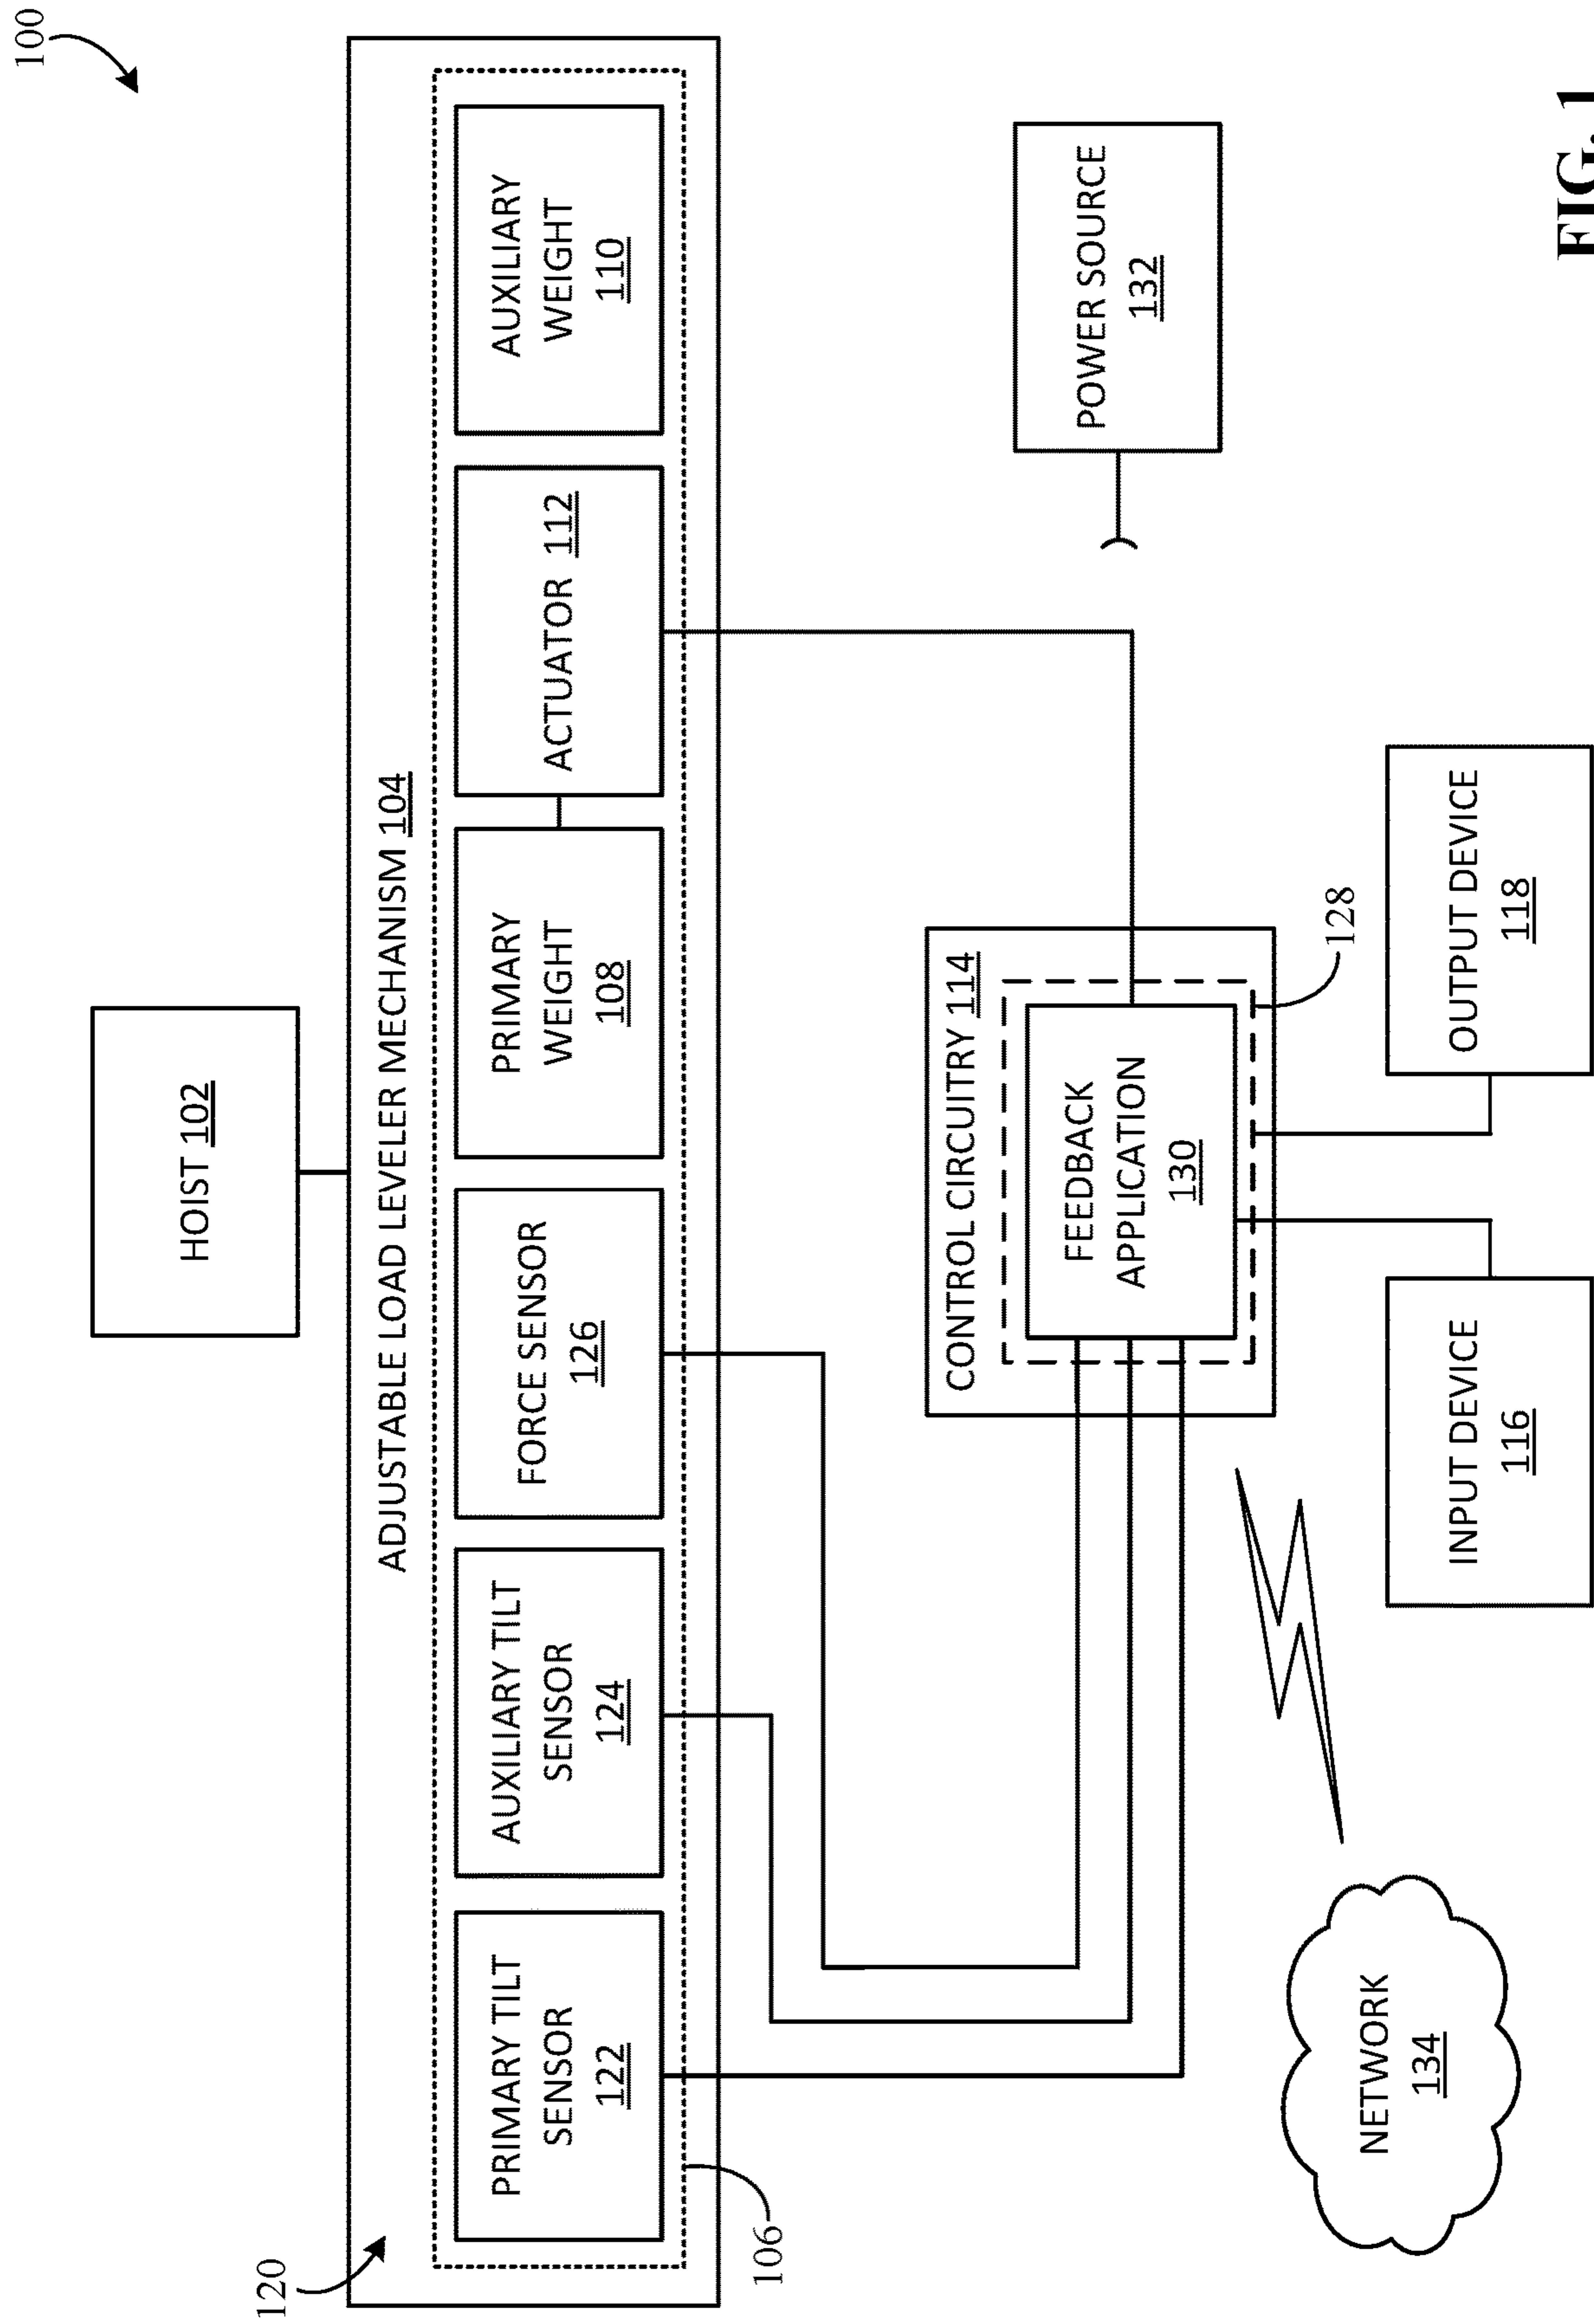 100
HOIST 102
120
ADJUSTABLE LOAD LEVELER MECHANISM 104
PRIMARY TILT
SENSOR
122
AUXILIARY TILT
SENSOR
124
FORCE SENSOR
126
PRIMARY
WEIGHT
108
ACTUATOR 112
AUXILIARY
WEIGHT
110
106
CONTROL CIRCUITRY 114
FEEDBACK
APPLICATION
130
128
POWER SOURCE
132
NETWORK
134
INPUT DEVICE
116
OUTPUT DEVICE
118
FIG. 1